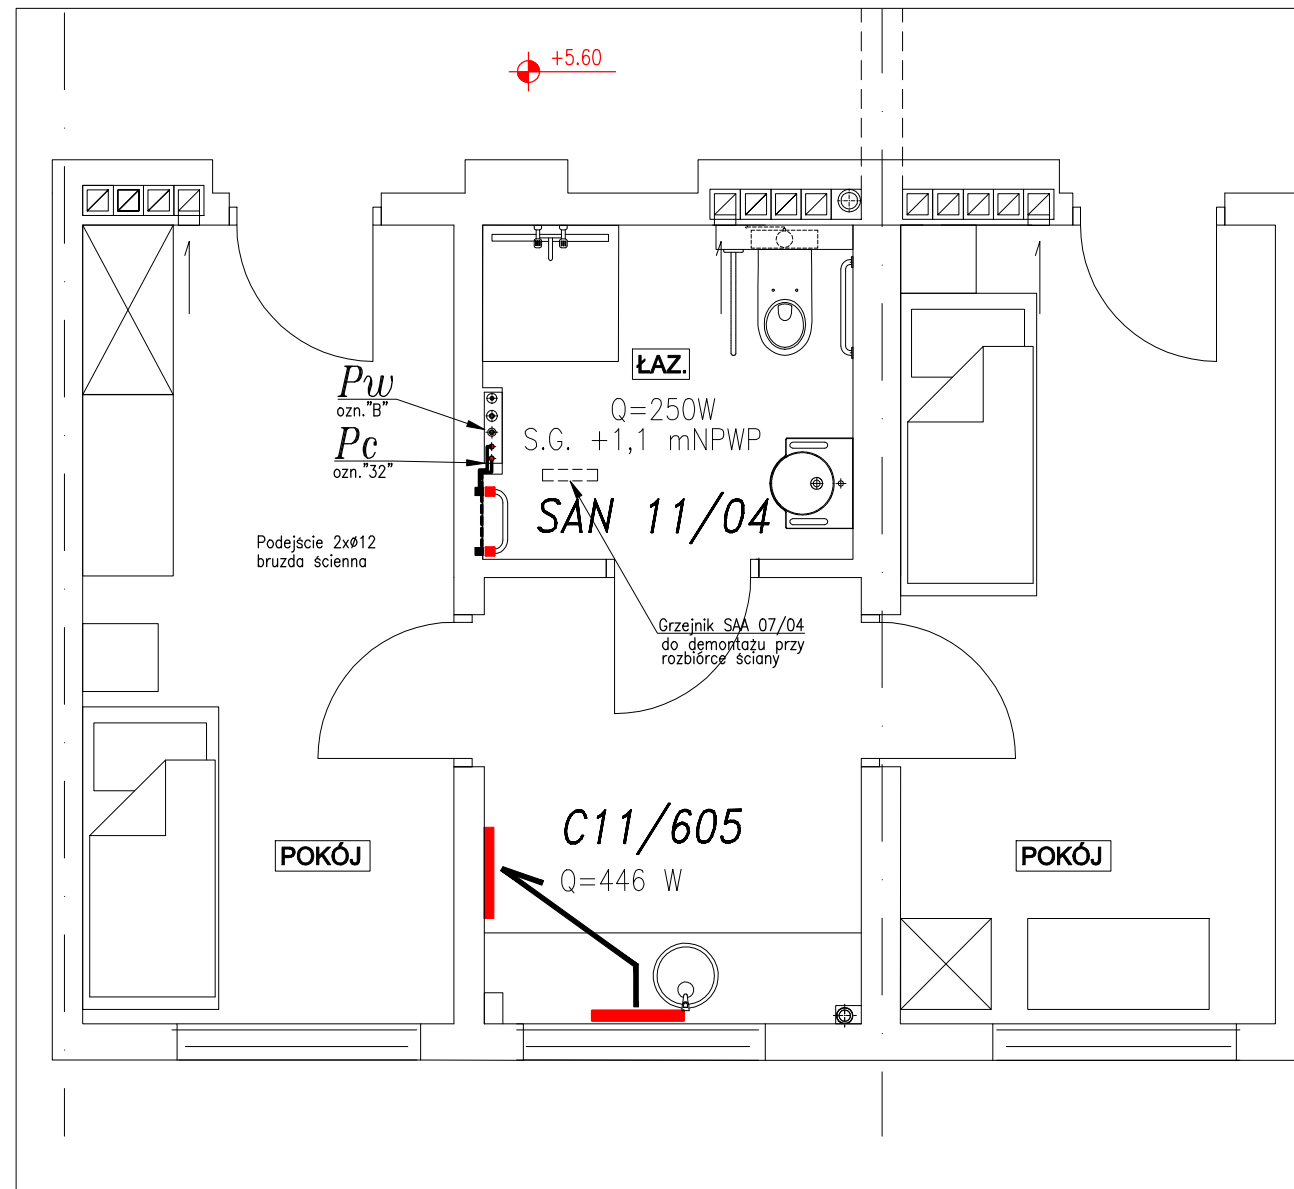 +5.60
ŁAZ.
Pw
ozn."B"
Q=250W
S.G. +1,1 mNPWP
Pc
ozn."32"
SAN 11/04
Podejście 2xø12
bruzda ścienna
Grzejnik SAA 07/04
do demontażu przy
rozbiórce ściany
C11/605
Q=446 W
POKÓJ
POKÓJ